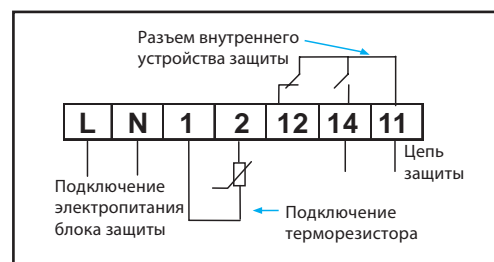 Разъем внутреннего
устройства защиты
L N 1 2 12 14 11
Цепь
защиты
Подключение
электропитания
блока защиты
Подключение
терморезистора